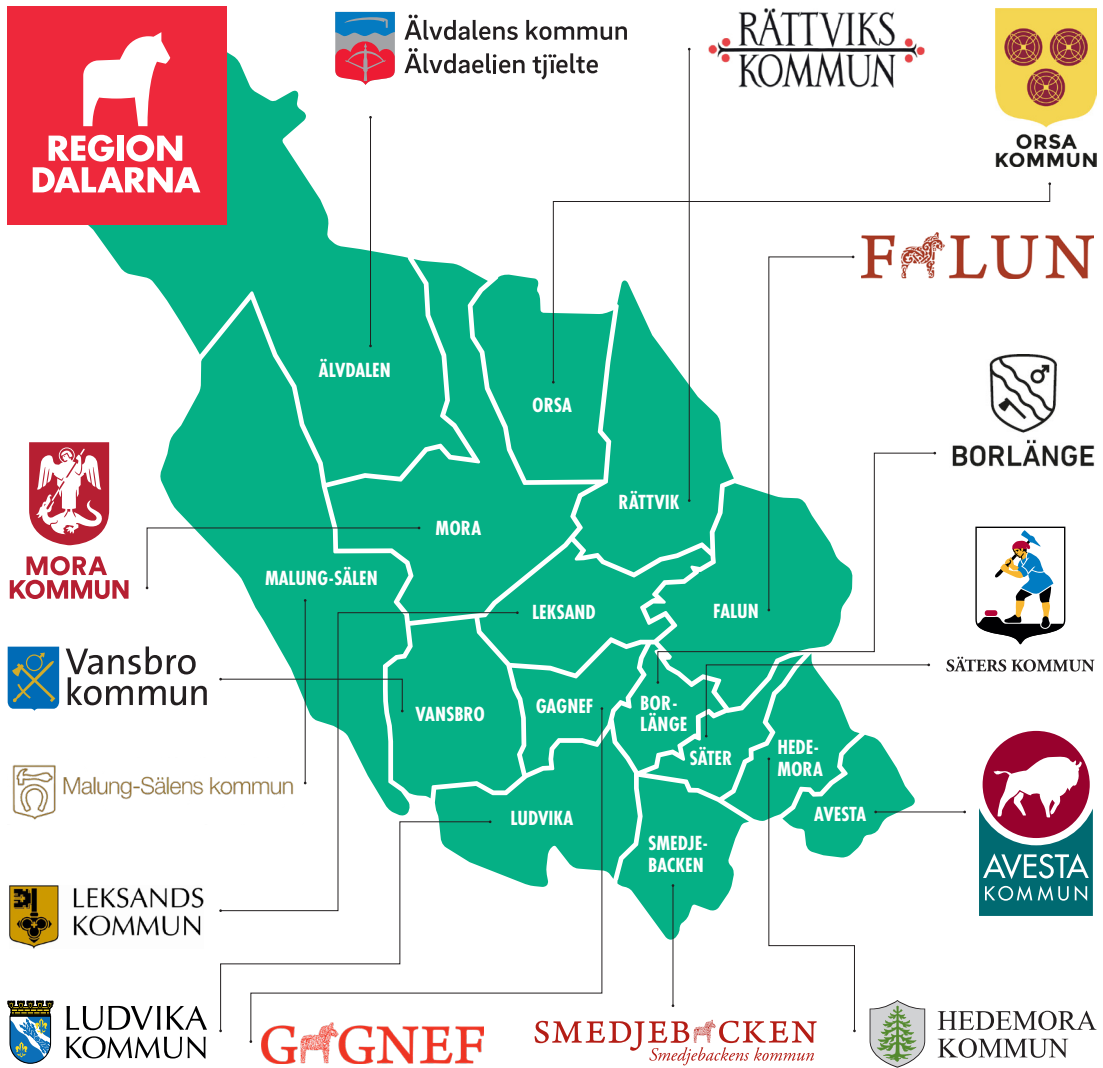 REGION
DALARNA
Älvdalens kommun
Älvdaelien tjïelte
RÄTTVIKS
KOMMUN
ORSA
KOMMUN
FALUN
ÄLVDALEN
ORSA
BORLÄNGE
RÄTTVIK
MORA
MORA
KOMMUN
MALUNG-SÄLEN
LEKSAND
FALUN
SÄTERS KOMMUN
Vansbro
kommun
VANSBRO
GAGNEF
BOR-
LÄNGE
SÄTER
HEDE-
MORA
Malung-Sälens kommun
LUDVIKA
AVESTA
SMEDJE-
BACKEN
AVESTA
KOMMUN
LEKSANDS
KOMMUN
LUDVIKA
KOMMUN
GAGNEF
SMEDJEBACKEN
Smedjebackens kommun
HEDEMORA
KOMMUN